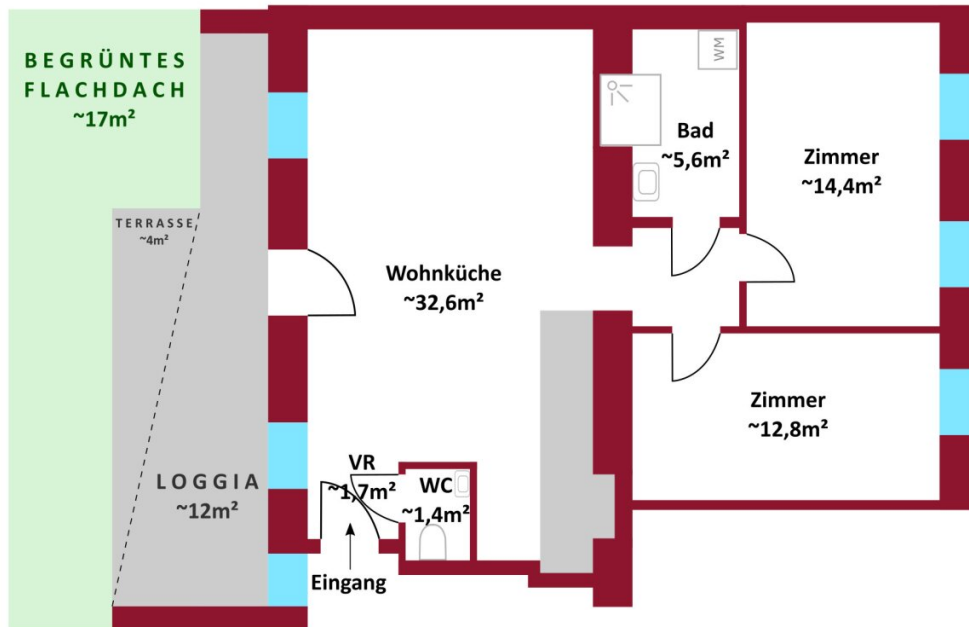 BEGRÜNTES
FLACHDACH
~17m²
TERRASSE
~4m²
LOGGIA
~12m²
Wohnküche
~32,6m²
VR
~1,7m²
WC
~1,4m²
Eingang
WM
Bad
~5,6m²
Zimmer
~14,4m²
Zimmer
~12,8m²